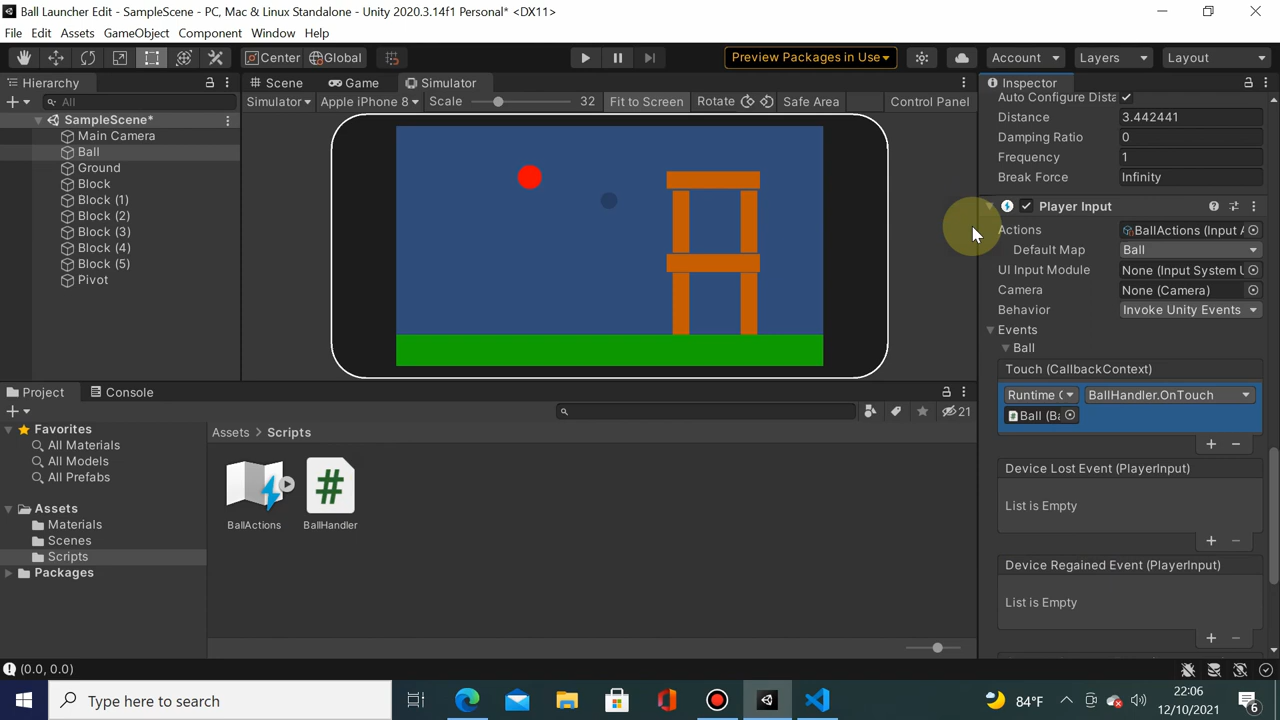 Ball Launcher Edit - SampleScene - PC, Mac & Linux Standalone - Unity 2020.3.14f1 Personal* <DX11>
File Edit Assets GameObject Component Window Help
Center Global Preview Packages in Use Account Layers Layout
Hierarchy
All
SampleScene*
Main Camera
Ball
Ground
Block
Block (1)
Block (2)
Block (3)
Block (4)
Block (5)
Pivot
Scene Game Simulator
Simulator Apple iPhone 8 Scale 32 Fit to Screen Rotate Safe Area Control Panel
Inspector
Auto Configure Dista
Distance 3.442441
Damping Ratio 0
Frequency 1
Break Force Infinity
Player Input
Actions BallActions (Input A
Default Map Ball
UI Input Module None (Input System U
Camera None (Camera)
Behavior Invoke Unity Events
Events
Ball
Touch (CallbackContext)
Runtime BallHandler.OnTouch
Ball (Ba
Device Lost Event (PlayerInput)
List is Empty
Device Regained Event (PlayerInput)
List is Empty
Project Console
21
Favorites
All Materials
All Models
All Prefabs
Assets
Materials
Scenes
Scripts
Packages
Assets > Scripts
BallActions BallHandler
(0.0, 0.0)
Type here to search
84°F
22:06
12/10/2021
6